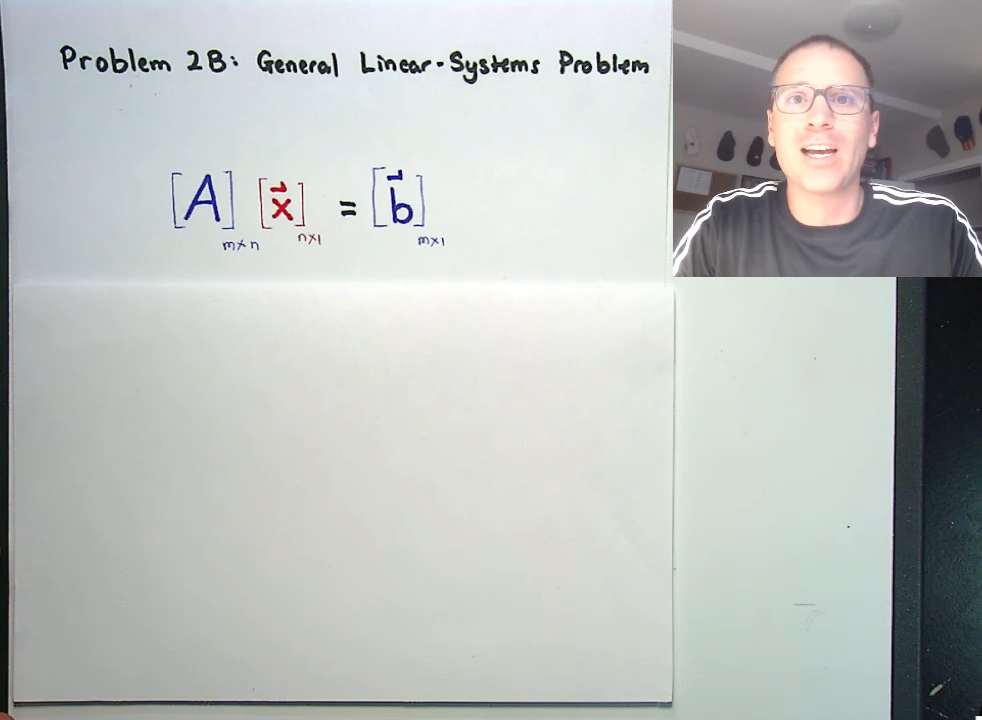 Problem 2B: General Linear-Systems Problem
[A] [x⃗] = [b⃗]
m×n n×1 m×1